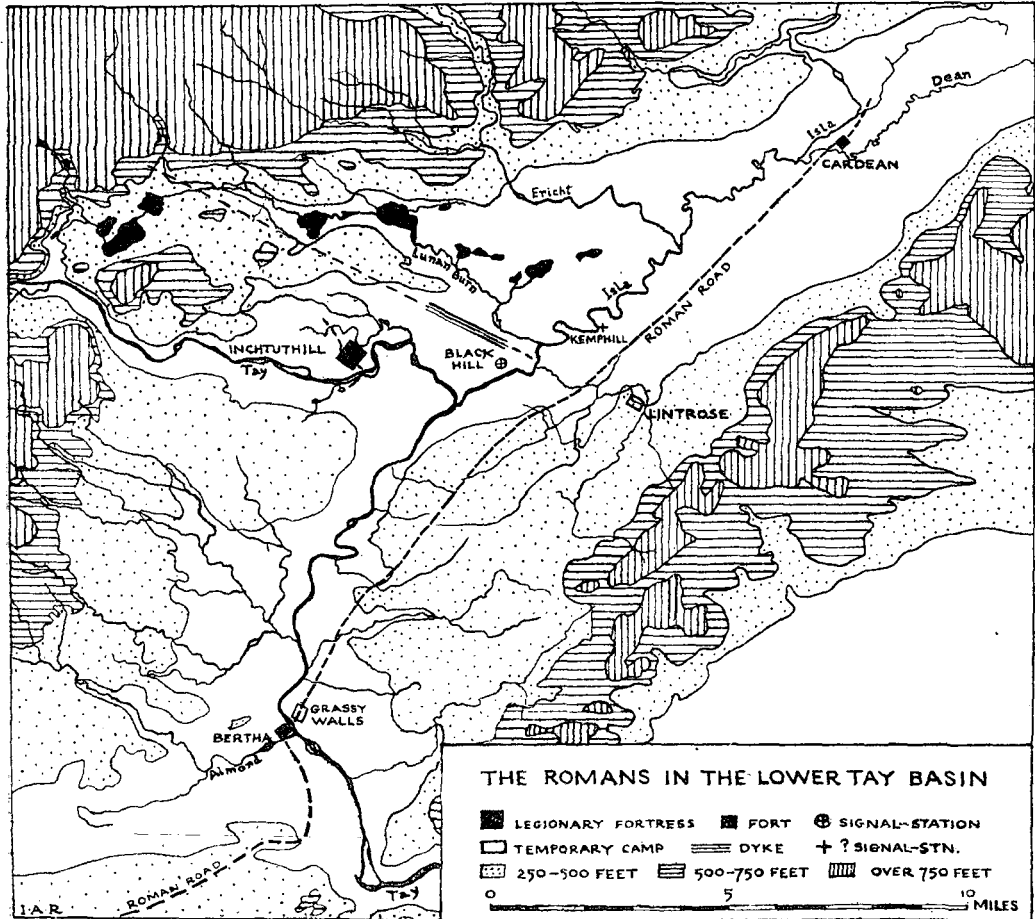 Dean
Isla
CARDEAN
Ericht
Lunan Burn
Isla
ROMAN ROAD
KEMPHILL
INCHTUTHILL
Tay
BLACK
HILL
LINTROSE
GRASSY
WALLS
BERTHA
Almond
ROMAN ROAD
Tay
I.A.R
THE ROMANS IN THE LOWER TAY BASIN
LEGIONARY FORTRESS FORT SIGNAL-STATION
TEMPORARY CAMP DYKE ? SIGNAL-STN.
250-500 FEET 500-750 FEET OVER 750 FEET
0 5 10
MILES